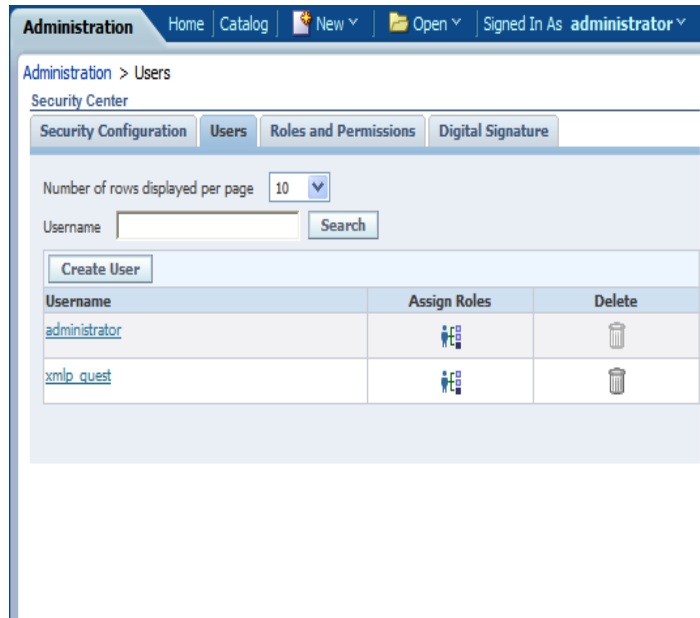 Administration Home Catalog New Open Signed In As administrator
Administration > Users
Security Center
Security Configuration Users Roles and Permissions Digital Signature
Number of rows displayed per page 10
Username Search
Create User
Username Assign Roles Delete
administrator
xmlp_guest